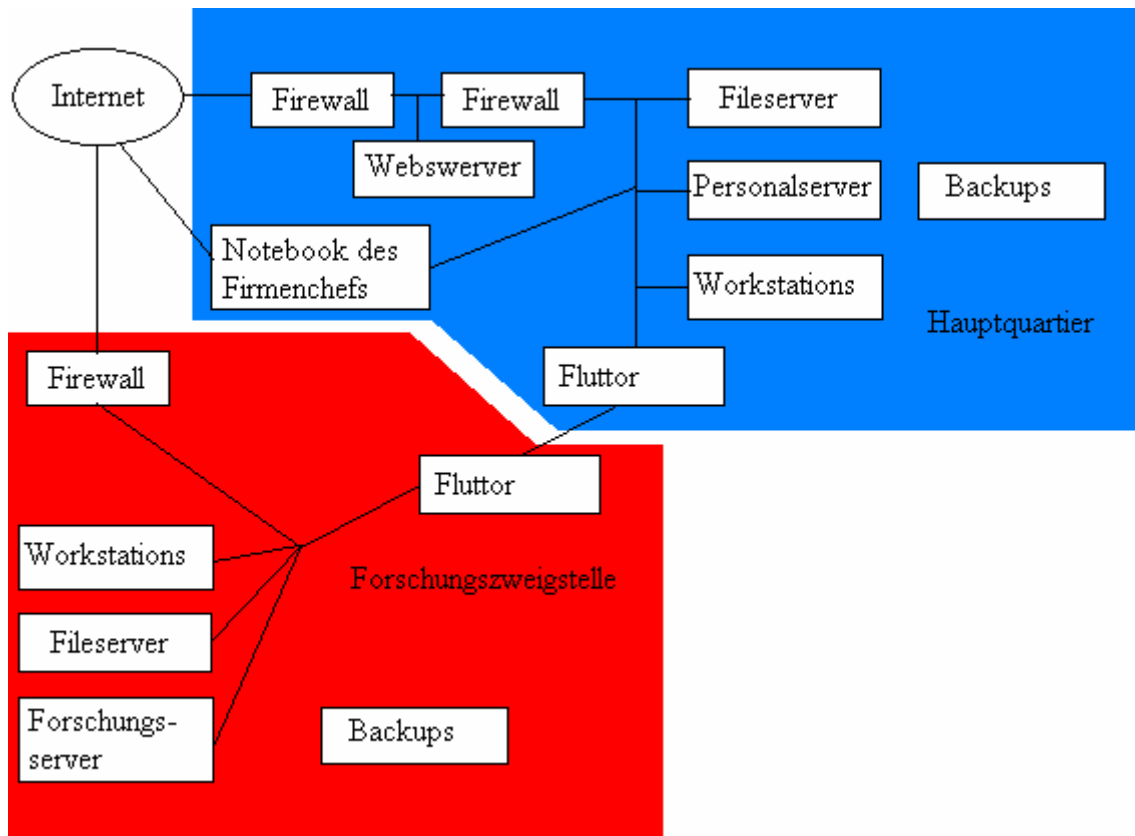 Internet
Firewall
Firewall
Fileserver
Webswerver
Personalserver
Backups
Notebook des
Firmenchefs
Workstations
Hauptquartier
Firewall
Fluttor
Fluttor
Workstations
Forschungszweigstelle
Fileserver
Forschungs-
server
Backups